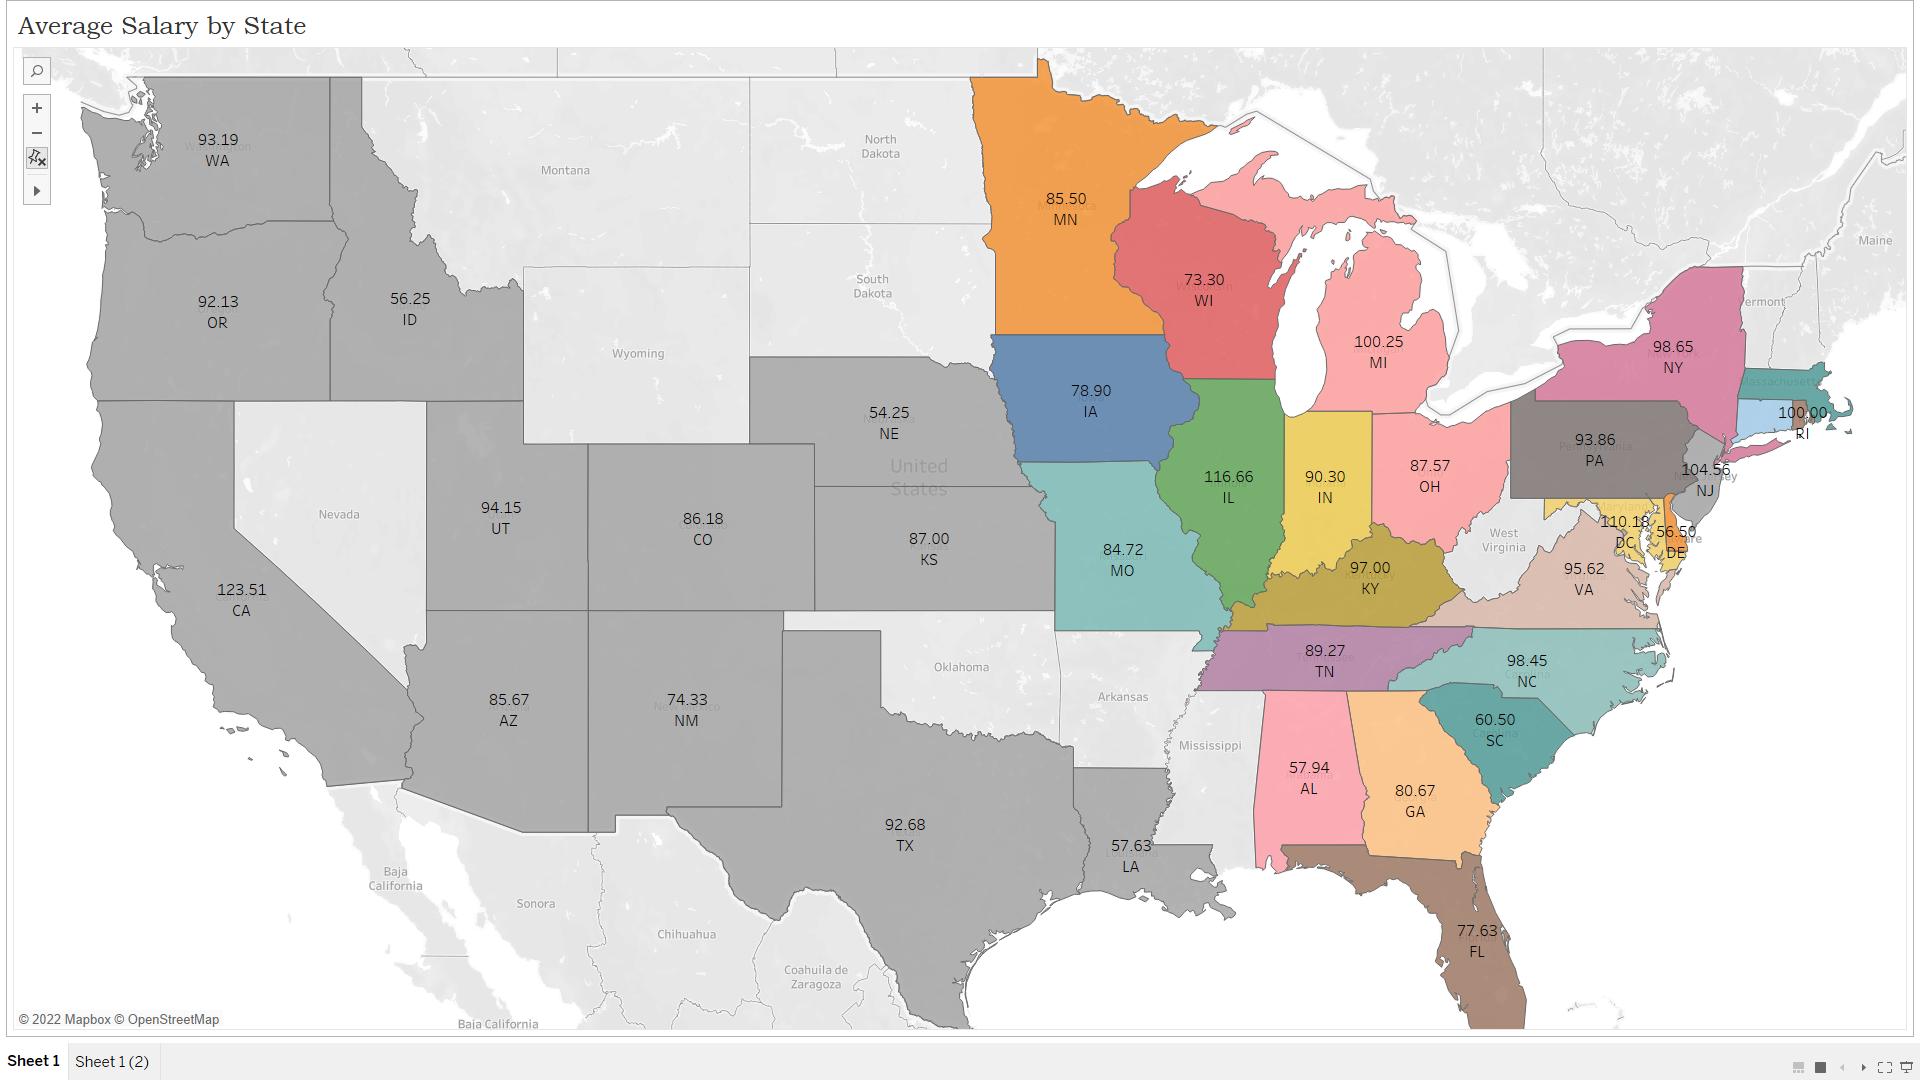 Average Salary by State
93.19
WA
Montana
North
Dakota
85.50
MN
Maine
92.13
OR
56.25
ID
South
Dakota
73.30
WI
100.25
MI
98.65
NY
Wyoming
78.90
IA
54.25
NE
100.00
RI
93.86
PA
United
States
116.66
IL
90.30
IN
87.57
OH
104.56
NJ
Nevada
94.15
UT
86.18
CO
87.00
KS
84.72
MO
West
Virginia
110.18
DC
56.50
DE
97.00
KY
95.62
VA
123.51
CA
Oklahoma
89.27
TN
98.45
NC
85.67
AZ
74.33
NM
Arkansas
60.50
SC
Mississippi
57.94
AL
80.67
GA
92.68
TX
57.63
LA
Baja
California
Sonora
Chihuahua
77.63
FL
Coahuila de
Zaragoza
© 2022 Mapbox © OpenStreetMap
Baja California
Sheet 1
Sheet 1 (2)